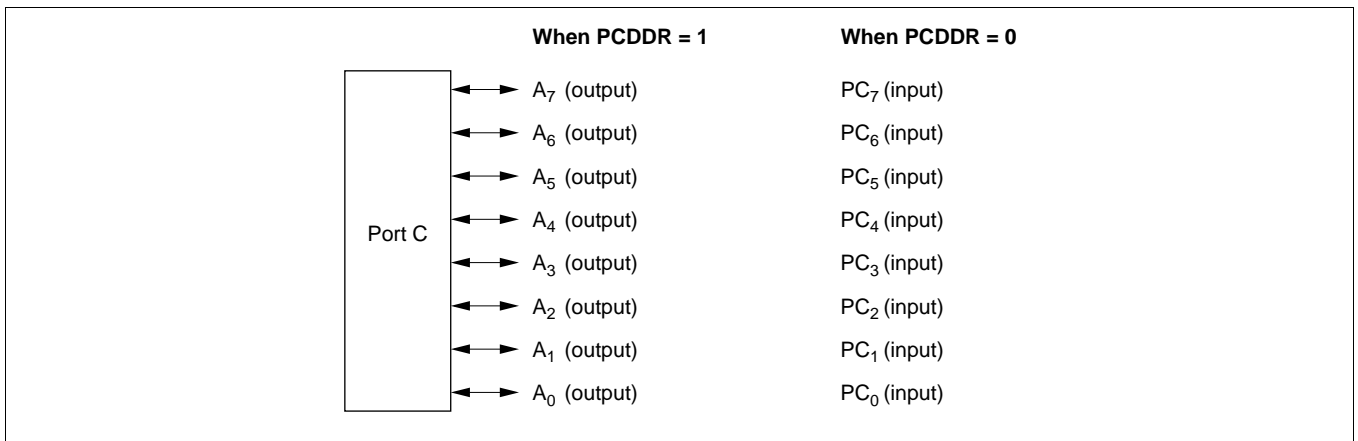 When PCDDR = 1 When PCDDR = 0
A7 (output) PC7 (input)
A6 (output) PC6 (input)
A5 (output) PC5 (input)
A4 (output) PC4 (input)
Port C
A3 (output) PC3 (input)
A2 (output) PC2 (input)
A1 (output) PC1 (input)
A0 (output) PC0 (input)